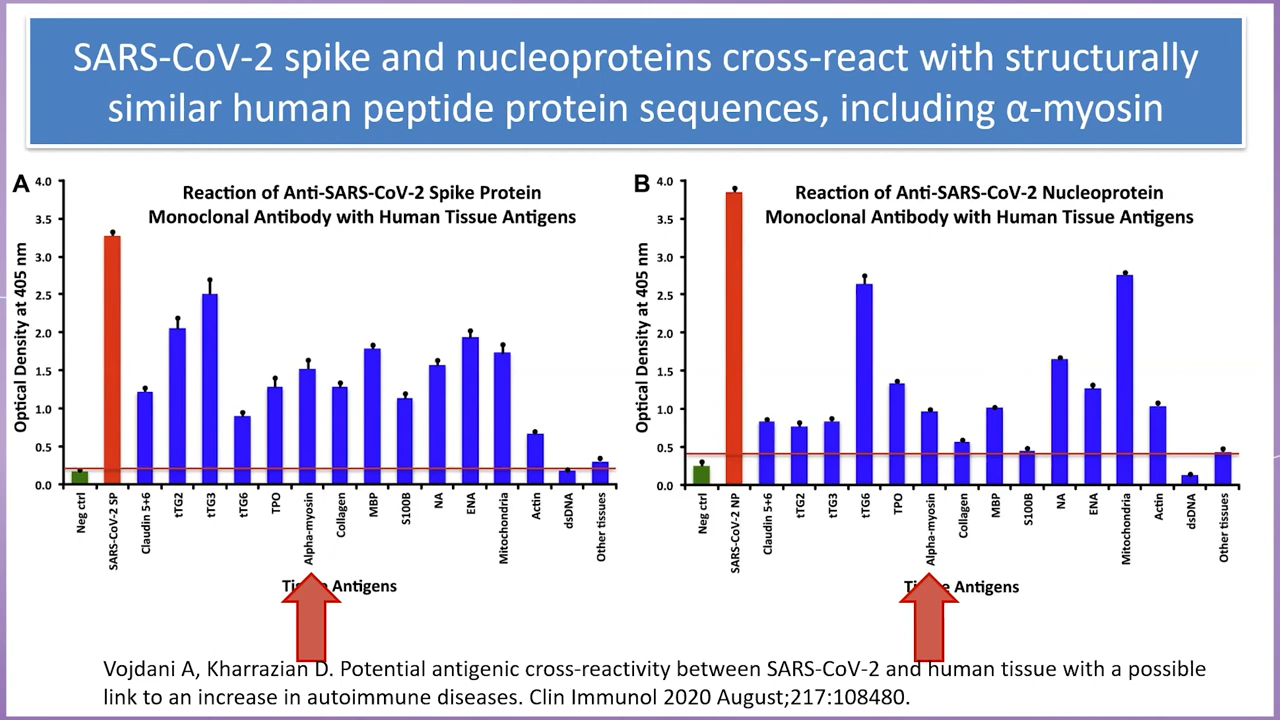 SARS-CoV-2 spike and nucleoproteins cross-react with structurally
similar human peptide protein sequences, including α-myosin
A
Reaction of Anti-SARS-CoV-2 Spike Protein
Monoclonal Antibody with Human Tissue Antigens
Optical Density at 405 nm
4.0
3.5
3.0
2.5
2.0
1.5
1.0
0.5
0.0
Neg ctrl
SARS-CoV-2 SP
Claudin 5+6
tTG2
tTG3
tTG6
TPO
Alpha-myosin
Collagen
MBP
S100B
NA
ENA
Mitochondria
Actin
dsDNA
Other tissues
Antigens
B
Reaction of Anti-SARS-CoV-2 Nucleoprotein
Monoclonal Antibody with Human Tissue Antigens
Optical Density at 405 nm
4.0
3.5
3.0
2.5
2.0
1.5
1.0
0.5
0.0
Neg ctrl
SARS-CoV-2 NP
Claudin 5+6
tTG2
tTG3
tTG6
TPO
Alpha-myosin
Collagen
MBP
S100B
NA
ENA
Mitochondria
Actin
dsDNA
Other tissues
Antigens
Vojdani A, Kharrazian D. Potential antigenic cross-reactivity between SARS-CoV-2 and human tissue with a possible
link to an increase in autoimmune diseases. Clin Immunol 2020 August;217:108480.